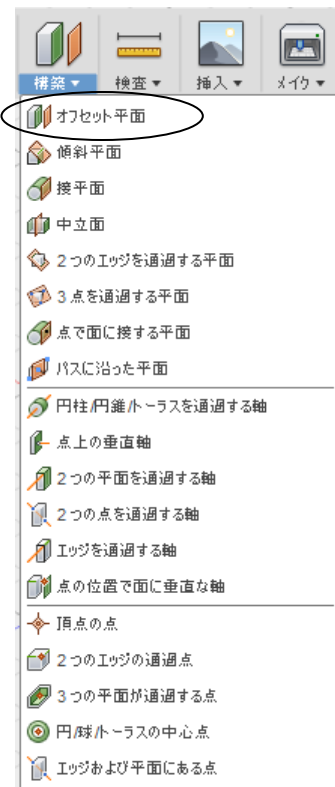 構築▼ 検査▼ 挿入▼ メイク▼
オフセット平面
傾斜平面
接平面
中立面
2つのエッジを通過する平面
3点を通過する平面
点で面に接する平面
パスに沿った平面
円柱/円錐/トーラスを通過する軸
点上の垂直軸
2つの平面を通過する軸
2つの点を通過する軸
エッジを通過する軸
点の位置で面に垂直な軸
頂点の点
2つのエッジの通過点
3つの平面が通過する点
円/球/トーラスの中心点
エッジおよび平面にある点